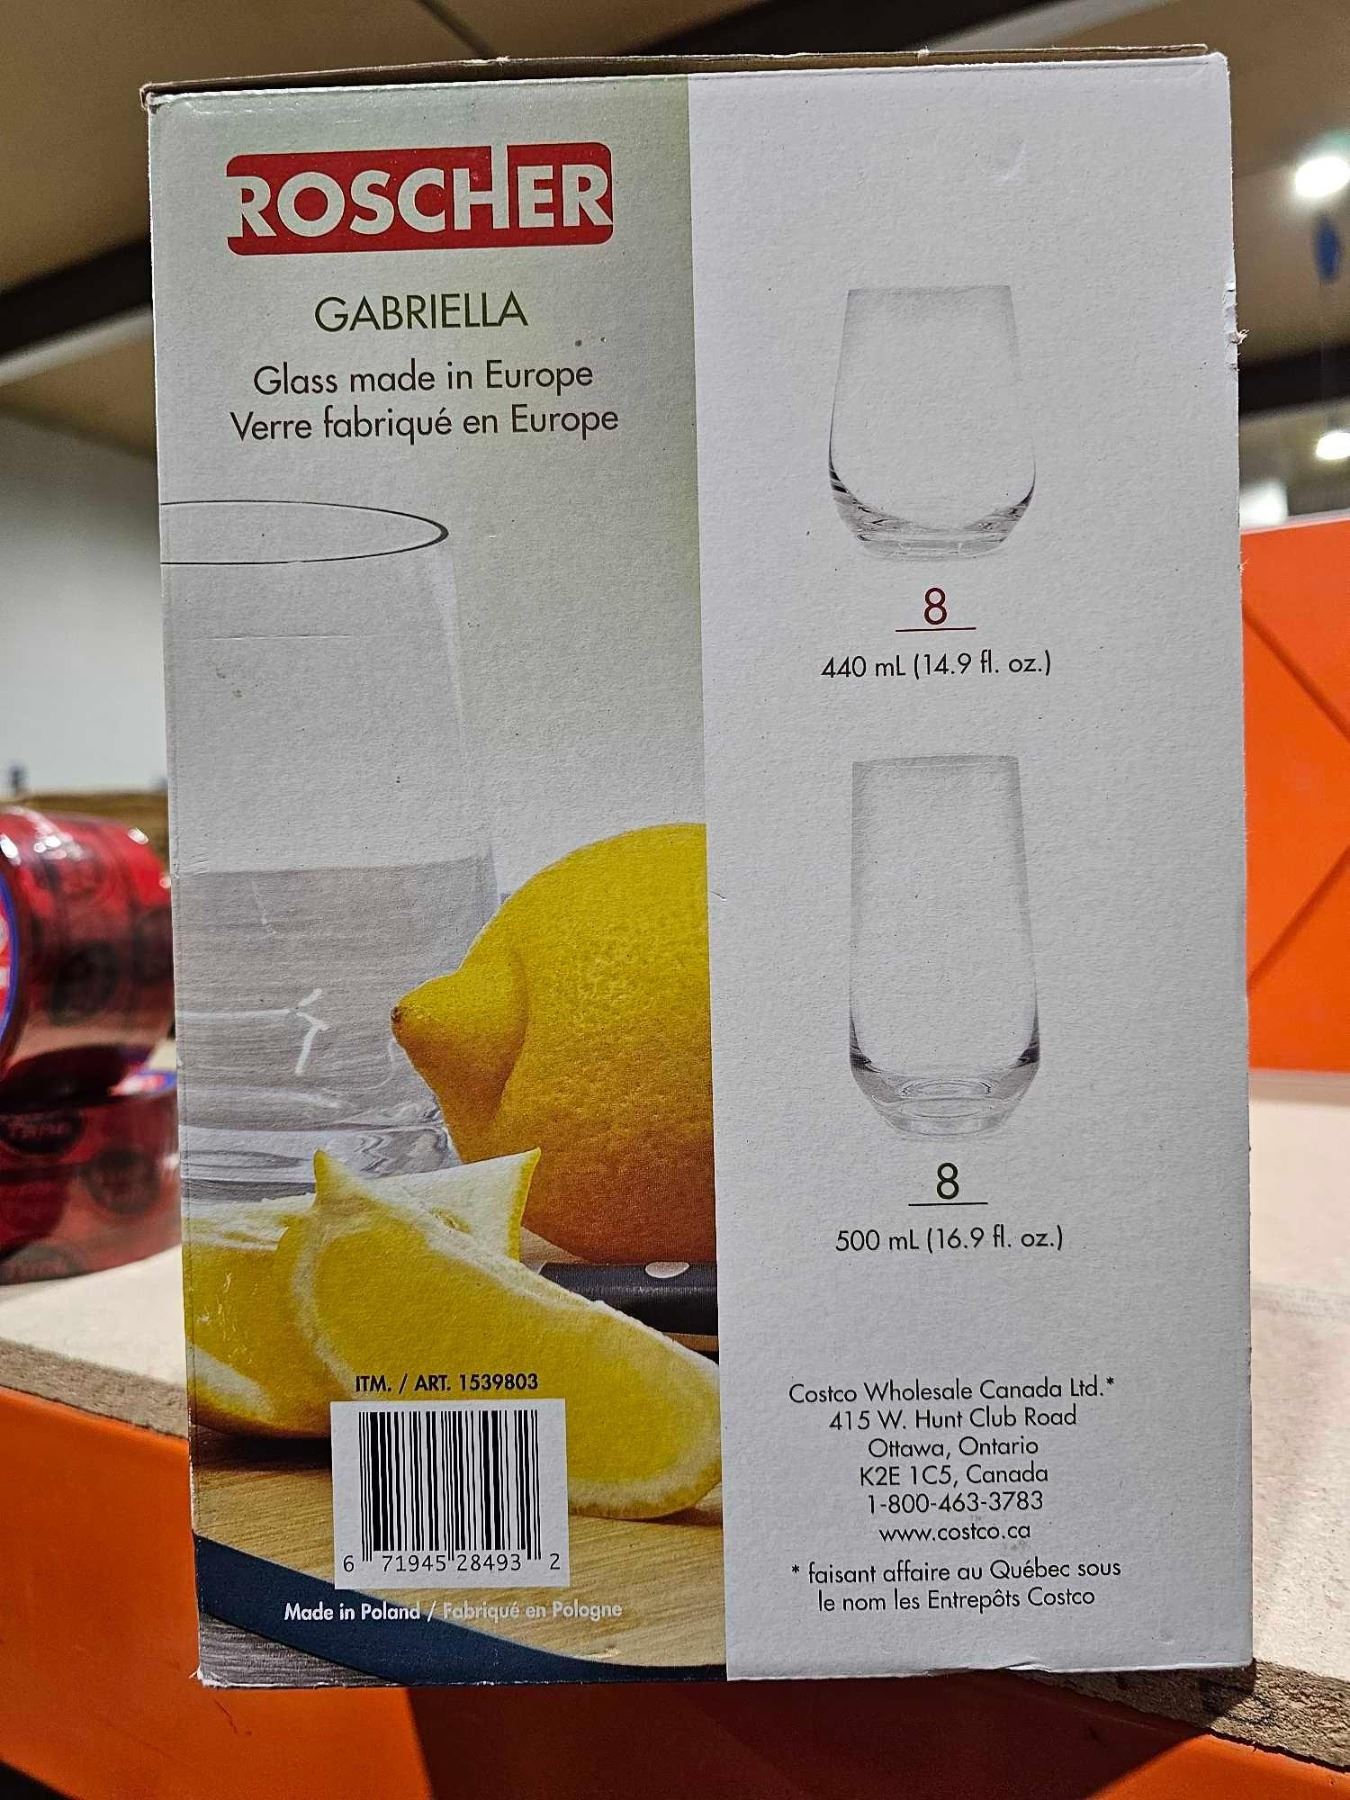 ROSCHER
GABRIELLA
Glass made in Europe
Verre fabriqué en Europe
8
440 mL (14.9 fl. oz.)
8
500 mL (16.9 fl. oz.)
ITM. / ART. 1539803
6 71945 28493 2
Made in Poland / Fabriqué en Pologne
Costco Wholesale Canada Ltd.*
415 W. Hunt Club Road
Ottawa, Ontario
K2E 1C5, Canada
1-800-463-3783
www.costco.ca
* faisant affaire au Québec sous
le nom les Entrepôts Costco